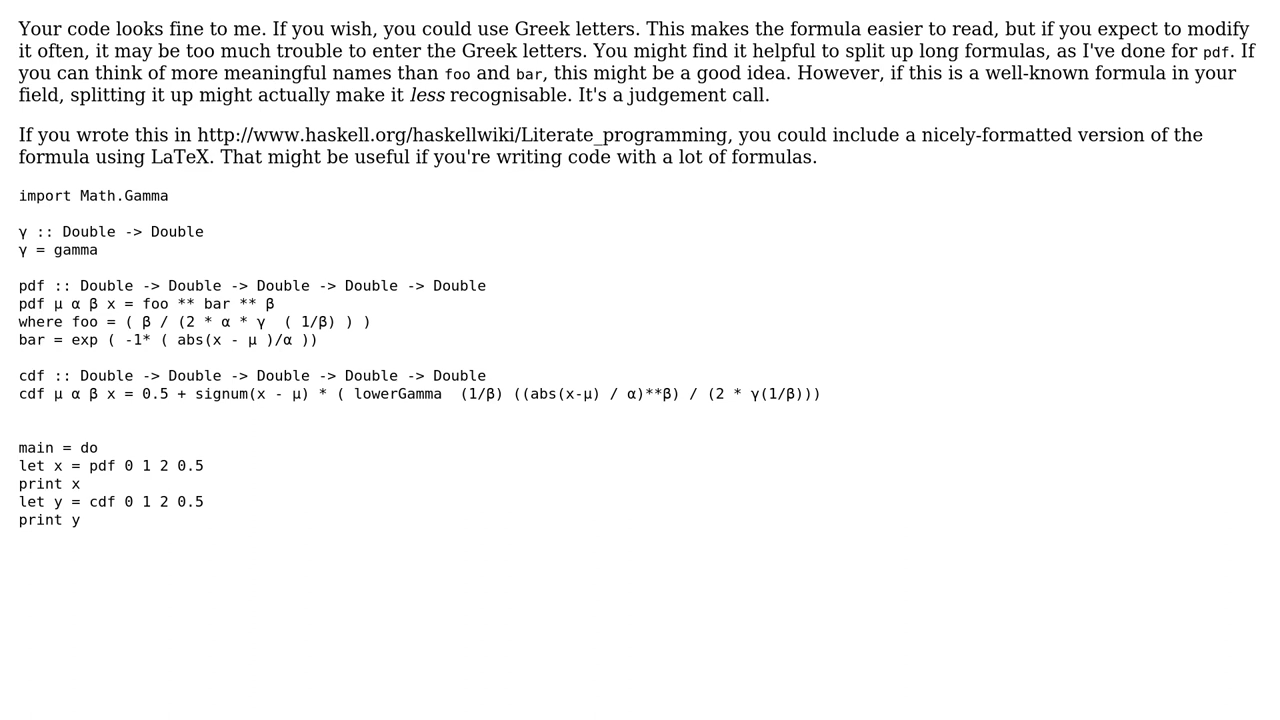 Your code looks fine to me. If you wish, you could use Greek letters. This makes the formula easier to read, but if you expect to modify
it often, it may be too much trouble to enter the Greek letters. You might find it helpful to split up long formulas, as I've done for pdf. If
you can think of more meaningful names than foo and bar, this might be a good idea. However, if this is a well-known formula in your
field, splitting it up might actually make it less recognisable. It's a judgement call.
If you wrote this in http://www.haskell.org/haskellwiki/Literate_programming, you could include a nicely-formatted version of the
formula using LaTeX. That might be useful if you're writing code with a lot of formulas.
import Math.Gamma
γ :: Double -> Double
γ = gamma
pdf :: Double -> Double -> Double -> Double -> Double
pdf μ α β x = foo ** bar ** β
where foo = ( β / (2 * α * γ  ( 1/β) ) )
bar = exp ( -1* ( abs(x - μ )/α ))
cdf :: Double -> Double -> Double -> Double -> Double
cdf μ α β x = 0.5 + signum(x - μ) * ( lowerGamma  (1/β) ((abs(x-μ) / α)**β) / (2 * γ(1/β)))
main = do
let x = pdf 0 1 2 0.5
print x
let y = cdf 0 1 2 0.5
print y